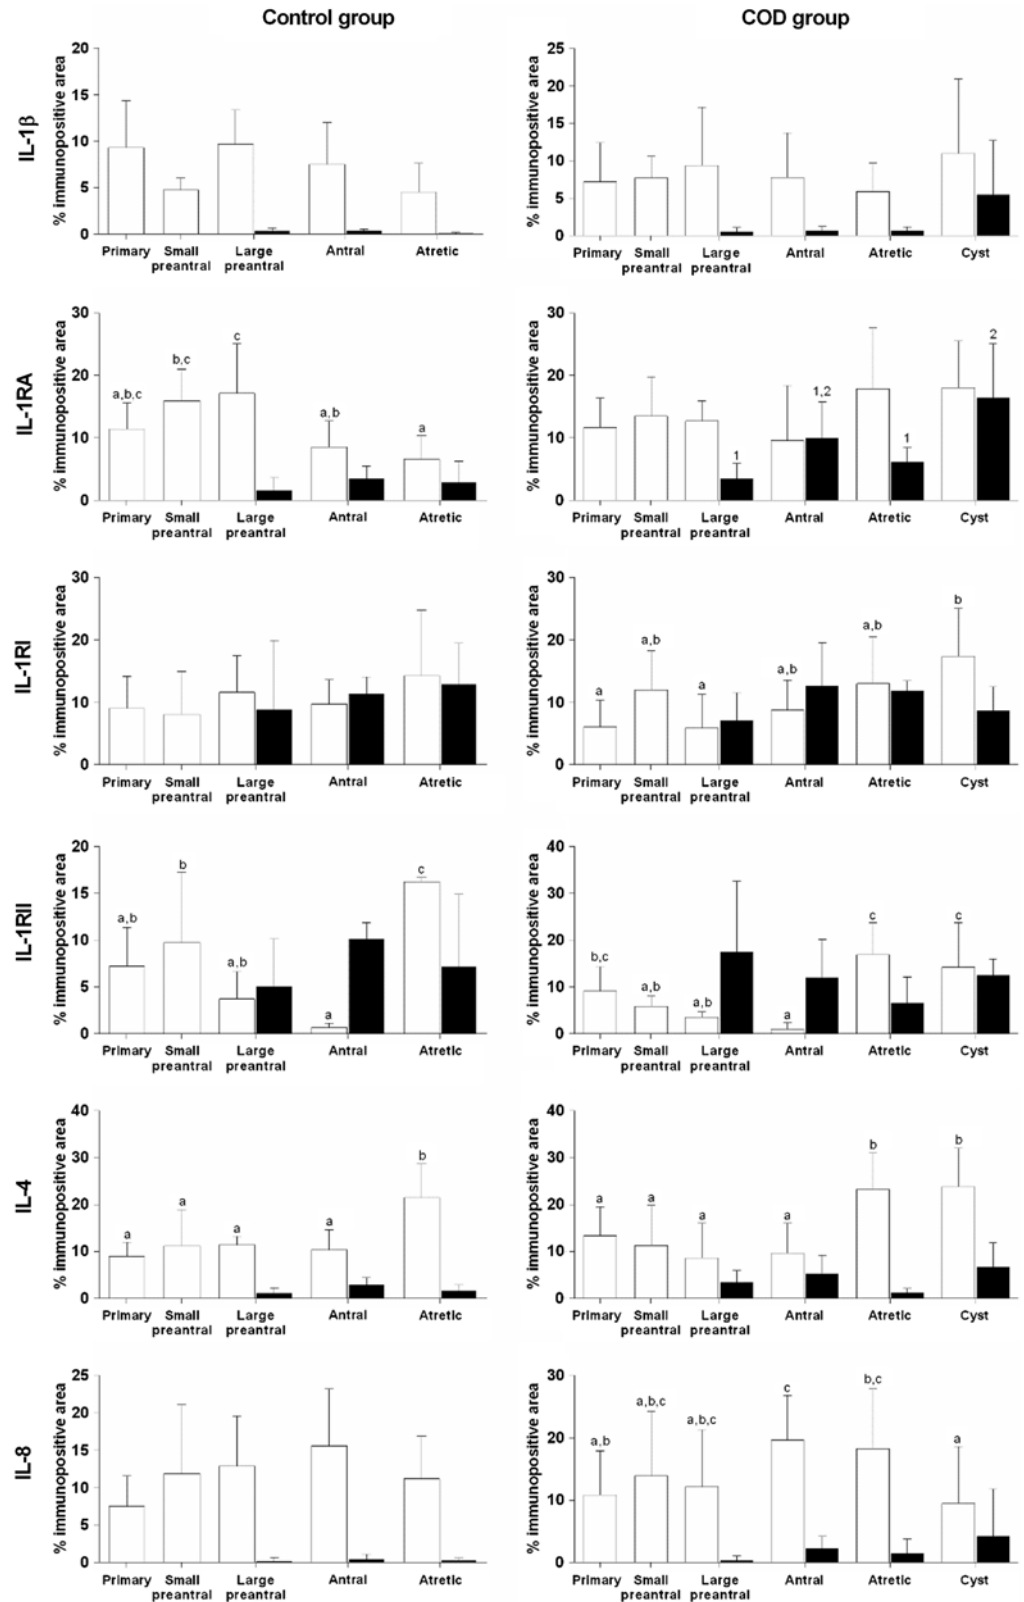 Control group
COD group
IL-1β
% immunopositive area
20
15
10
5
0
Primary Small preantral Large preantral Antral Atretic
% immunopositive area
25
20
15
10
5
0
Primary Small preantral Large preantral Antral Atretic Cyst
IL-1RA
% immunopositive area
30
20
10
0
a,b,c b,c c a,b a
Primary Small preantral Large preantral Antral Atretic
% immunopositive area
30
20
10
0
1 1,2 1 2
Primary Small preantral Large preantral Antral Atretic Cyst
IL-1RI
% immunopositive area
30
20
10
0
Primary Small preantral Large preantral Antral Atretic
% immunopositive area
30
20
10
0
a a,b a a,b a,b b
Primary Small preantral Large preantral Antral Atretic Cyst
IL-1RII
% immunopositive area
20
15
10
5
0
a,b b a,b a c
Primary Small preantral Large preantral Antral Atretic
% immunopositive area
40
30
20
10
0
b,c a,b a,b a c c
Primary Small preantral Large preantral Antral Atretic Cyst
IL-4
% immunopositive area
40
30
20
10
0
a a a a b
Primary Small preantral Large preantral Antral Atretic
% immunopositive area
40
30
20
10
0
a a a a b b
Primary Small preantral Large preantral Antral Atretic Cyst
IL-8
% immunopositive area
25
20
15
10
5
0
Primary Small preantral Large preantral Antral Atretic
% immunopositive area
30
20
10
0
a,b a,b,c a,b,c c b,c a
Primary Small preantral Large preantral Antral Atretic Cyst